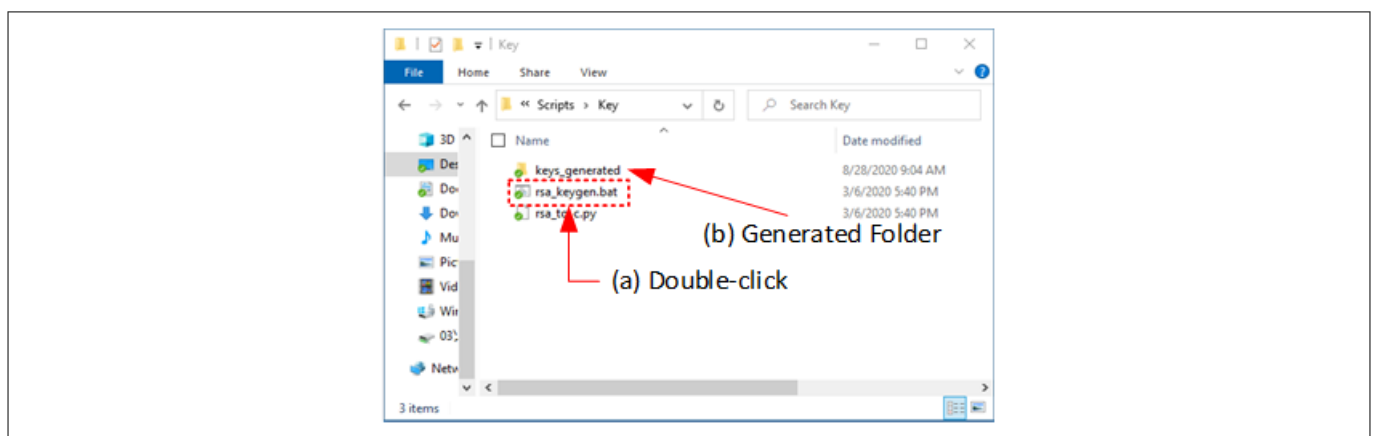 Key
File Home Share View
« Scripts > Key
Search Key
3D
Name
Date modified
Des
keys_generated
8/28/2020 9:04 AM
Do
rsa_keygen.bat
3/6/2020 5:40 PM
Do
3/6/2020 5:40 PM
Mu
(b) Generated Folder
Pic
(a) Double-click
Vid
Wir
03
Netw
3 items